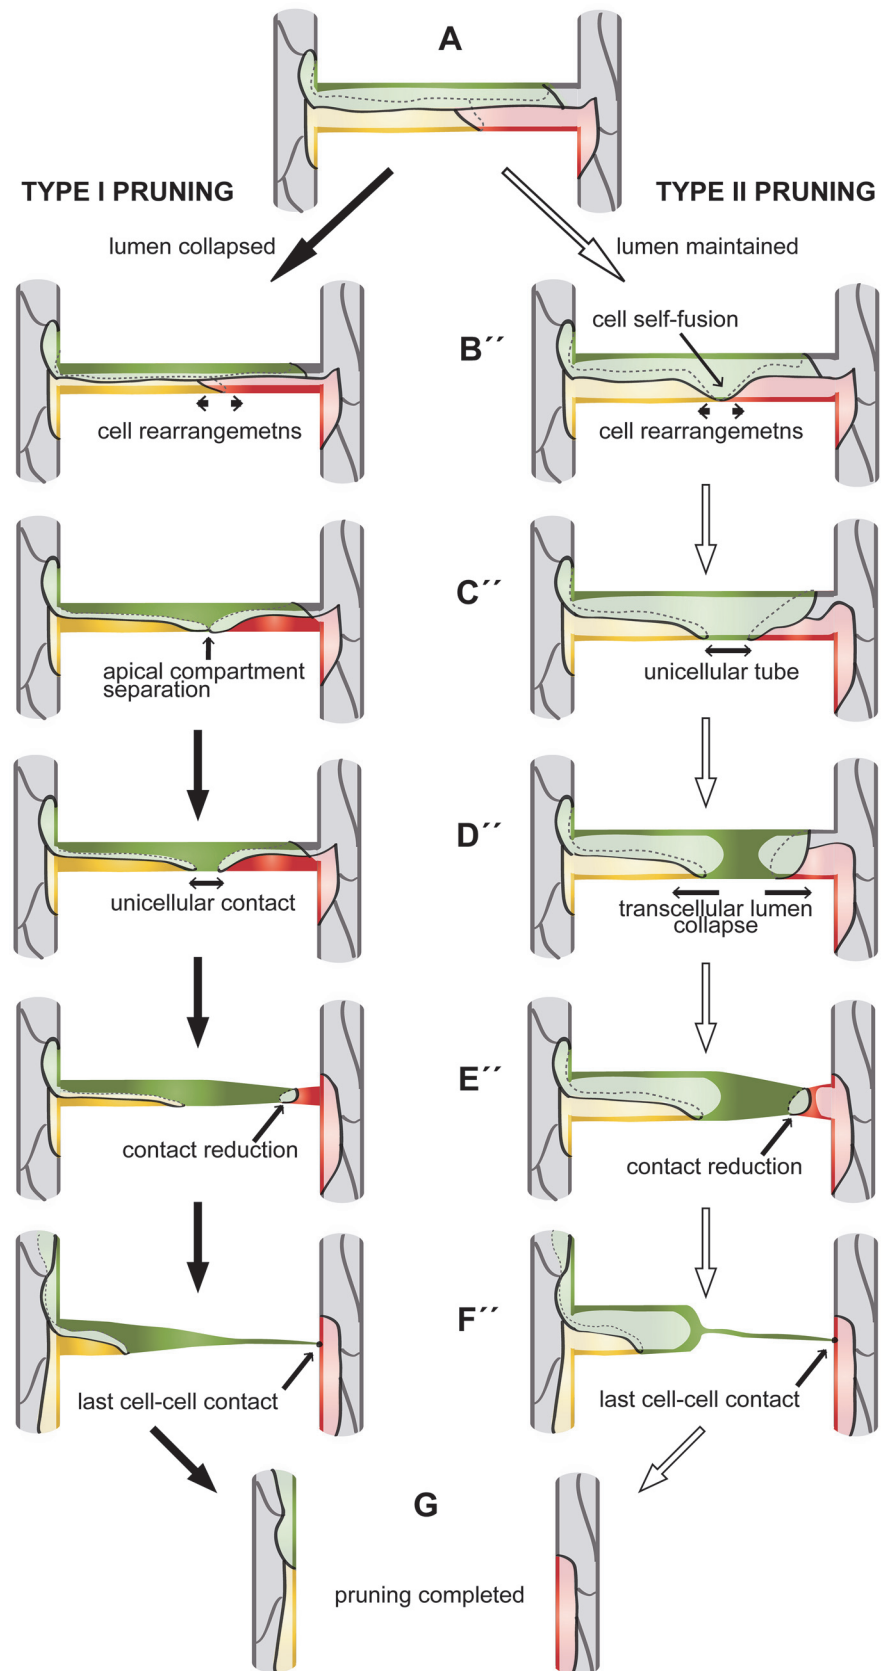 A
TYPE I PRUNING
TYPE II PRUNING
lumen collapsed
lumen maintained
cell self-fusion
B´´
cell rearrangemetns
cell rearrangemetns
C´´
apical compartment
separation
unicellular tube
D´´
unicellular contact
transcellular lumen
collapse
E´´
contact reduction
contact reduction
F´´
last cell-cell contact
last cell-cell contact
G
pruning completed